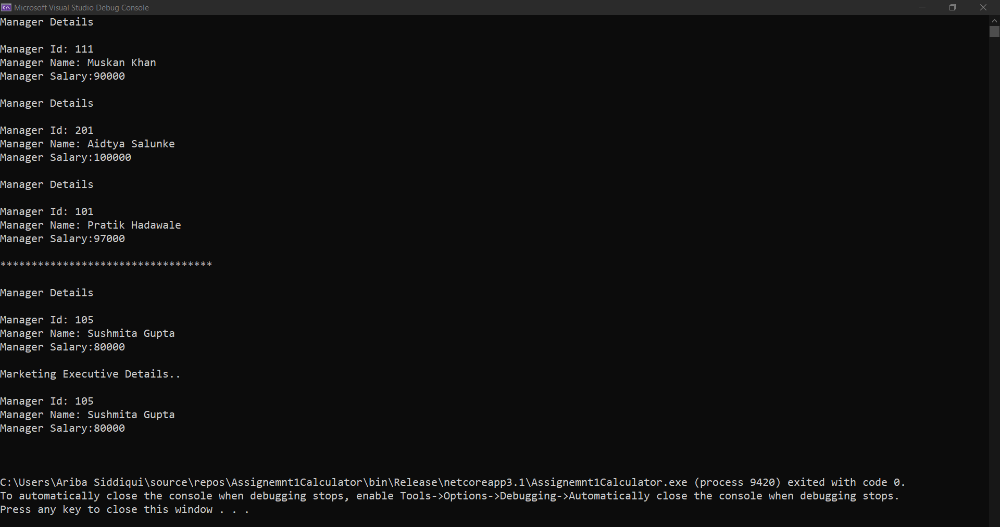 Microsoft Visual Studio Debug Console
Manager Details
Manager Id: 111
Manager Name: Muskan Khan
Manager Salary:90000
Manager Details
Manager Id: 201
Manager Name: Aidtya Salunke
Manager Salary:100000
Manager Details
Manager Id: 101
Manager Name: Pratik Hadawale
Manager Salary:97000
**********************************
Manager Details
Manager Id: 105
Manager Name: Sushmita Gupta
Manager Salary:80000
Marketing Executive Details..
Manager Id: 105
Manager Name: Sushmita Gupta
Manager Salary:80000
C:\Users\Ariba Siddiqui\source\repos\Assignemnt1Calculator\bin\Release\netcoreapp3.1\Assignemnt1Calculator.exe (process 9420) exited with code 0.
To automatically close the console when debugging stops, enable Tools->Options->Debugging->Automatically close the console when debugging stops.
Press any key to close this window . . .